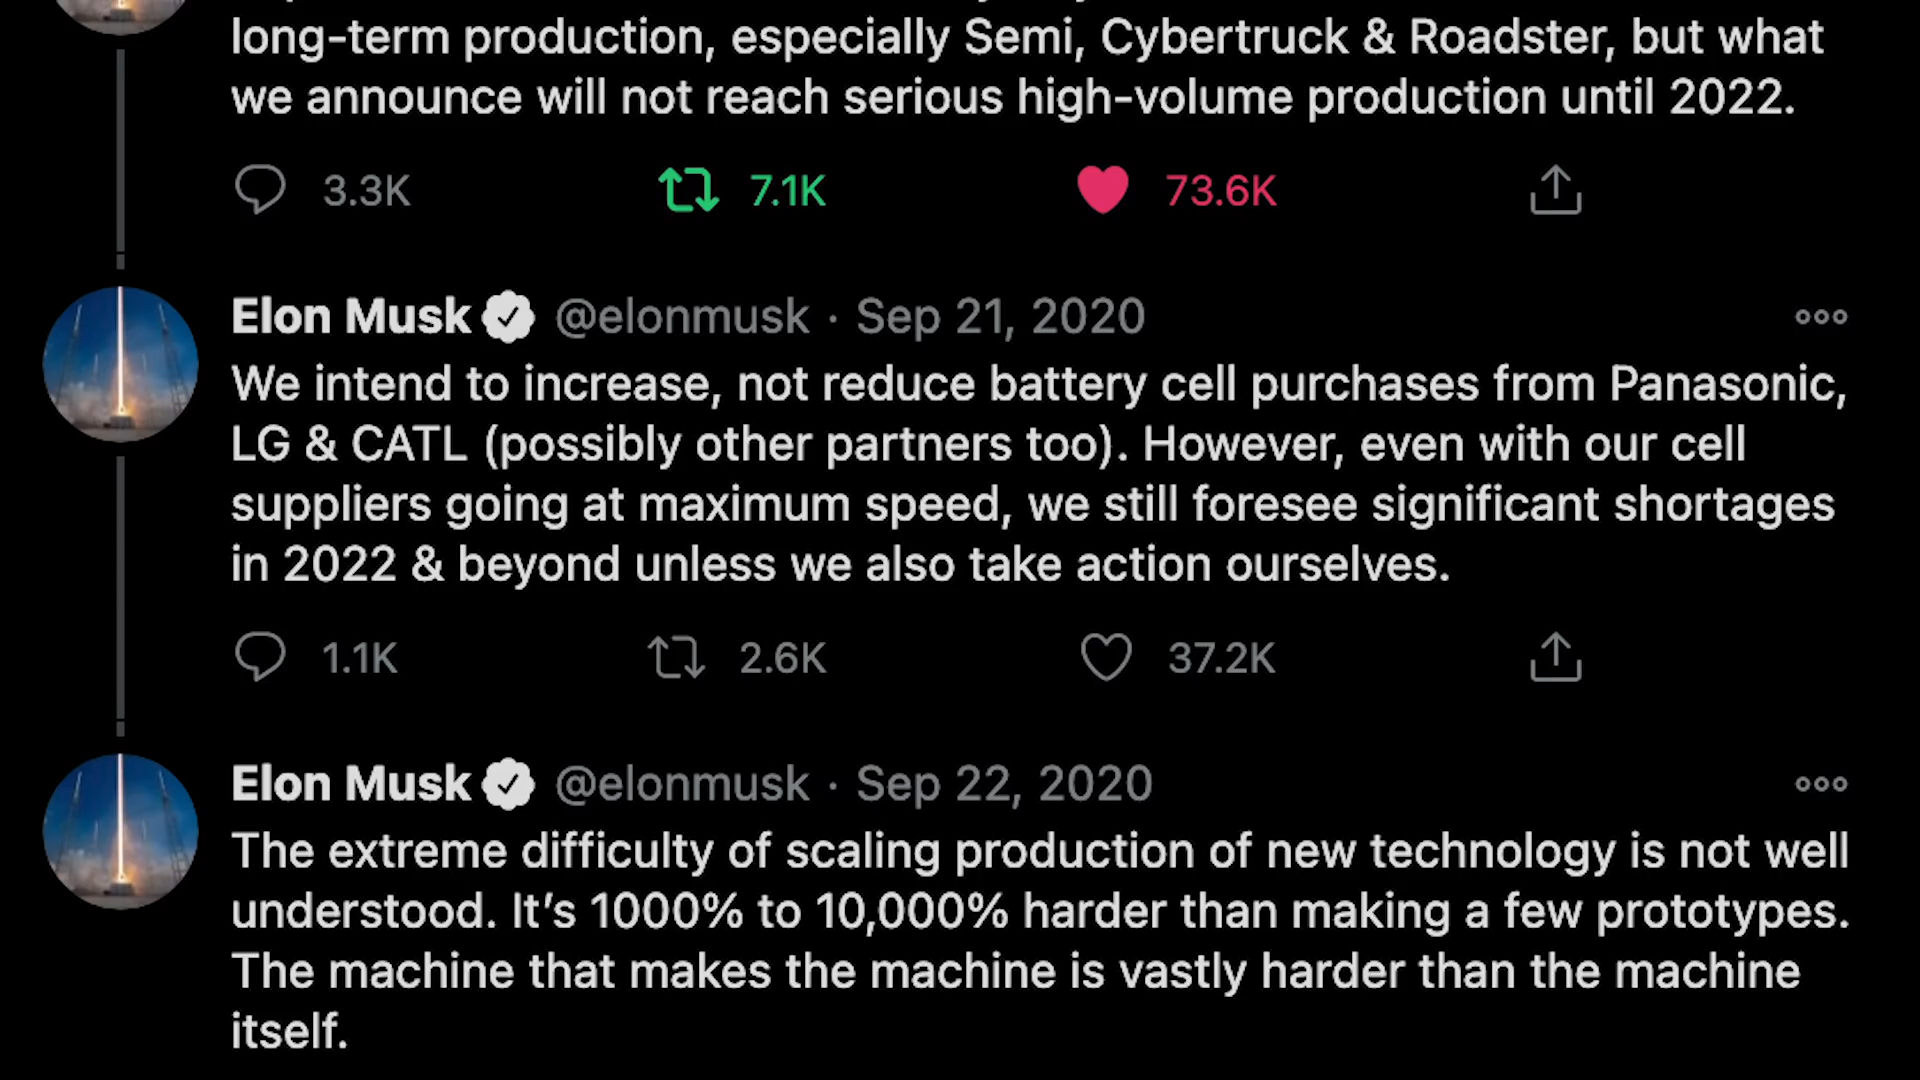 long-term production, especially Semi, Cybertruck & Roadster, but what
we announce will not reach serious high-volume production until 2022.
3.3K 7.1K 73.6K
Elon Musk @elonmusk · Sep 21, 2020
We intend to increase, not reduce battery cell purchases from Panasonic,
LG & CATL (possibly other partners too). However, even with our cell
suppliers going at maximum speed, we still foresee significant shortages
in 2022 & beyond unless we also take action ourselves.
1.1K 2.6K 37.2K
Elon Musk @elonmusk · Sep 22, 2020
The extreme difficulty of scaling production of new technology is not well
understood. It’s 1000% to 10,000% harder than making a few prototypes.
The machine that makes the machine is vastly harder than the machine
itself.